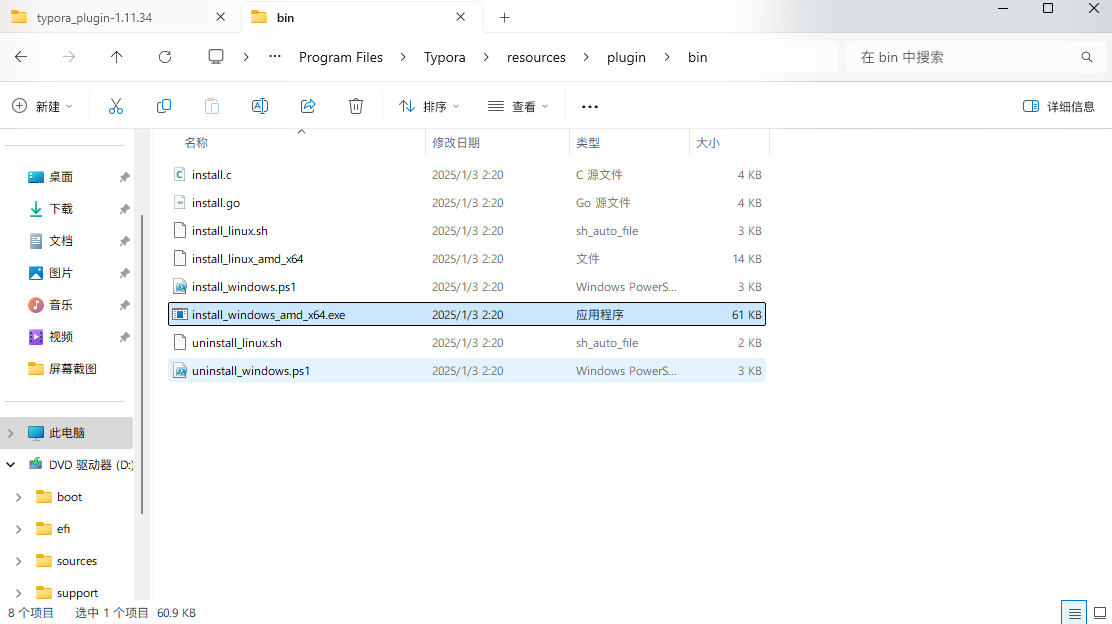 typora_plugin-1.11.34
bin
Program Files
Typora
resources
plugin
bin
在 bin 中搜索
新建
排序
查看
详细信息
名称
修改日期
类型
大小
install.c 2025/1/3 2:20 C 源文件 4 KB
install.go 2025/1/3 2:20 Go 源文件 4 KB
install_linux.sh 2025/1/3 2:20 sh_auto_file 3 KB
install_linux_amd_x64 2025/1/3 2:20 文件 14 KB
install_windows.ps1 2025/1/3 2:20 Windows PowerS... 3 KB
install_windows_amd_x64.exe 2025/1/3 2:20 应用程序 61 KB
uninstall_linux.sh 2025/1/3 2:20 sh_auto_file 2 KB
uninstall_windows.ps1 2025/1/3 2:20 Windows PowerS... 3 KB
桌面
下载
文档
图片
音乐
视频
屏幕截图
此电脑
DVD 驱动器 (D:)
boot
efi
sources
support
8 个项目
选中 1 个项目 60.9 KB